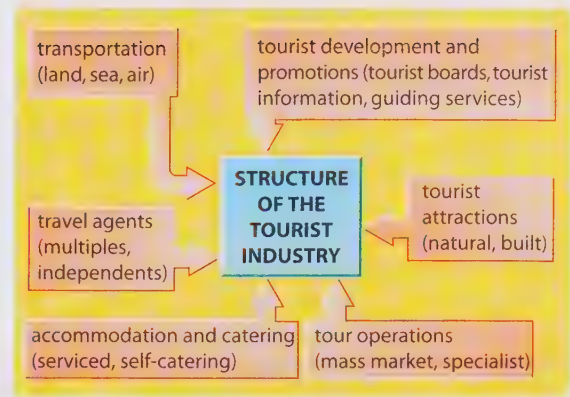 transportation
(land, sea, air)
tourist development and
promotions (tourist boards, tourist
information, guiding services)
STRUCTURE
OF THE
TOURIST
INDUSTRY
travel agents
(multiples,
independents)
tourist
attractions
(natural, built)
accommodation and catering
(serviced, self-catering)
tour operations
(mass market, specialist)